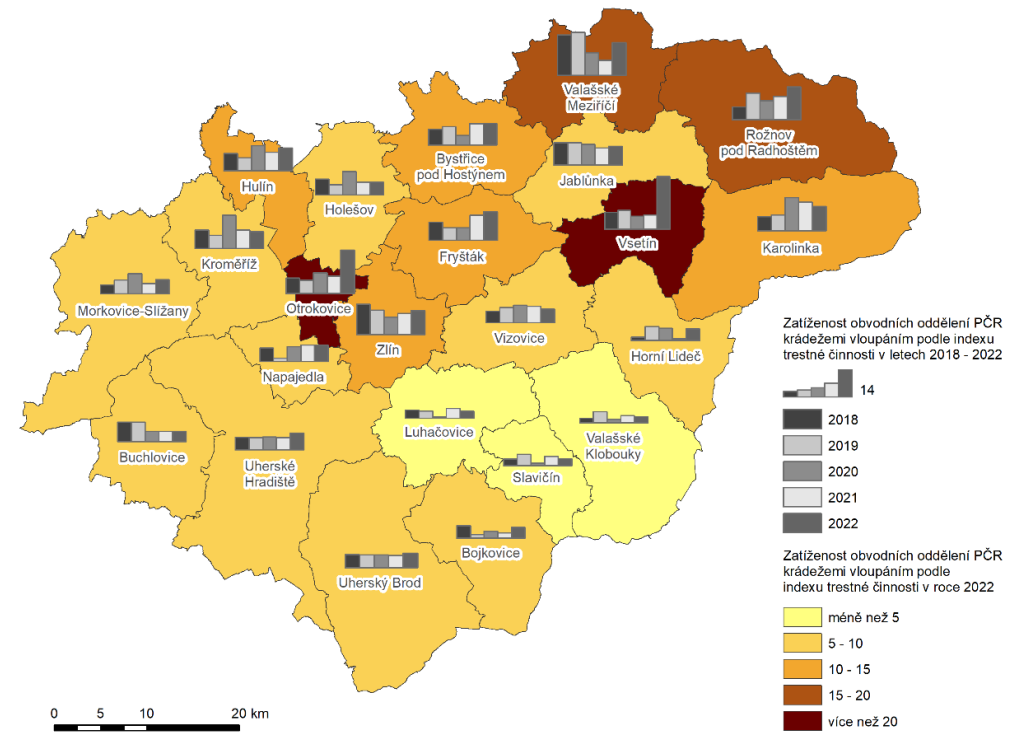 Valašské
Meziříčí
Rožnov
pod Radhoštěm
Bystřice
pod Hostýnem
Jablůnka
Hulín
Holešov
Vsetín
Karolinka
Kroměříž
Fryšták
Morkovice-Slížany
Otrokovice
Zlín
Vizovice
Horní Lideč
Napajedla
Luhačovice
Valašské
Klobouky
Buchlovice
Uherské
Hradiště
Slavičín
Bojkovice
Uherský Brod
Zatíženost obvodních oddělení PČR
krádežemi vloupáním podle indexu
trestné činnosti v letech 2018 - 2022
14
2018
2019
2020
2021
2022
Zatíženost obvodních oddělení PČR
krádežemi vloupáním podle
indexu trestné činnosti v roce 2022
méně než 5
5 - 10
10 - 15
15 - 20
více než 20
0 5 10 20 km